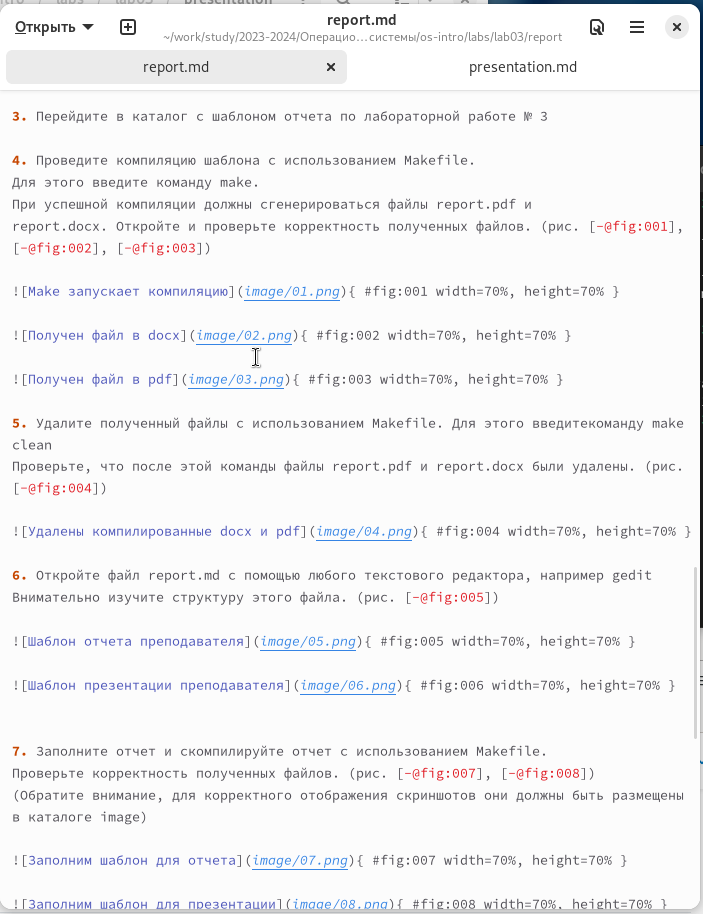 Открыть
report.md
~/work/study/2023-2024/Операцио…системы/os-intro/labs/lab03/report
report.md
presentation.md
3. Перейдите в каталог с шаблоном отчета по лабораторной работе № 3
4. Проведите компиляцию шаблона с использованием Makefile.
Для этого введите команду make.
При успешной компиляции должны сгенерироваться файлы report.pdf и
report.docx. Откройте и проверьте корректность полученных файлов. (рис. [-@fig:001],
[-@fig:002], [-@fig:003])
![Make запускает компиляцию](image/01.png){ #fig:001 width=70%, height=70% }
![Получен файл в docx](image/02.png){ #fig:002 width=70%, height=70% }
![Получен файл в pdf](image/03.png){ #fig:003 width=70%, height=70% }
5. Удалите полученный файлы с использованием Makefile. Для этого введитекоманду make
clean
Проверьте, что после этой команды файлы report.pdf и report.docx были удалены. (рис.
[-@fig:004])
![Удалены компилированные docx и pdf](image/04.png){ #fig:004 width=70%, height=70% }
6. Откройте файл report.md с помощью любого текстового редактора, например gedit
Внимательно изучите структуру этого файла. (рис. [-@fig:005])
![Шаблон отчета преподавателя](image/05.png){ #fig:005 width=70%, height=70% }
![Шаблон презентации преподавателя](image/06.png){ #fig:006 width=70%, height=70% }
7. Заполните отчет и скомпилируйте отчет с использованием Makefile.
Проверьте корректность полученных файлов. (рис. [-@fig:007], [-@fig:008])
(Обратите внимание, для корректного отображения скриншотов они должны быть размещены
в каталоге image)
![Заполним шаблон для отчета](image/07.png){ #fig:007 width=70%, height=70% }
![Заполним шаблон для презентации](image/08.png){ #fig:008 width=70%, height=70% }